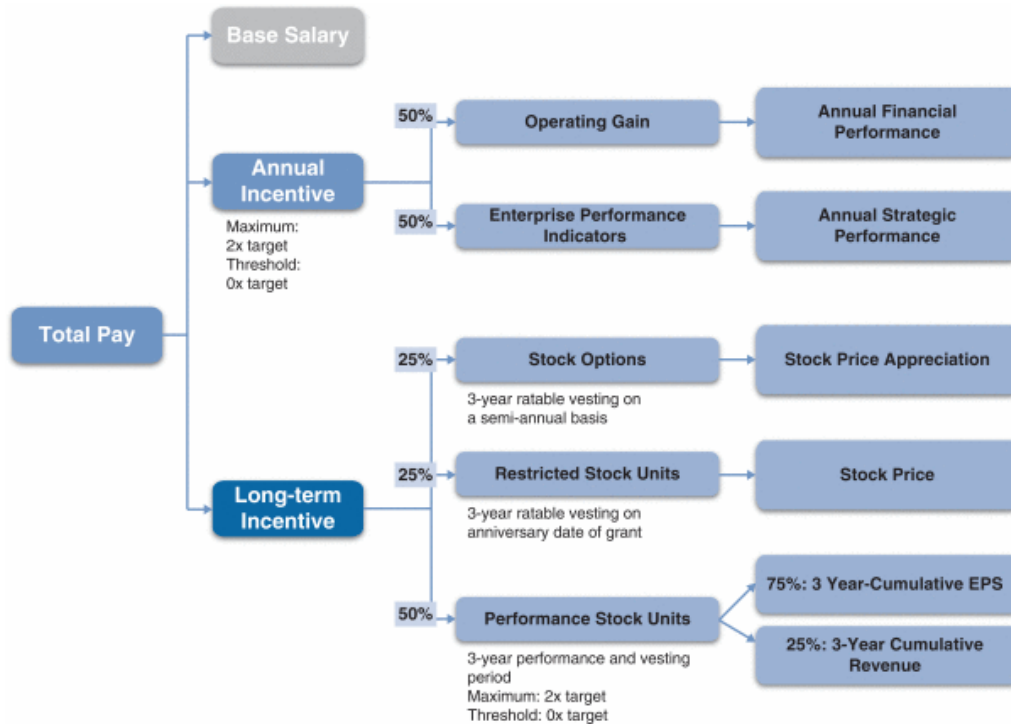 Base Salary
50%
Operating Gain
Annual Financial
Performance
Annual
Incentive
Maximum:
2x target
Threshold:
0x target
50%
Enterprise Performance
Indicators
Annual Strategic
Performance
Total Pay
25%
Stock Options
Stock Price Appreciation
3-year ratable vesting on
a semi-annual basis
25%
Restricted Stock Units
Stock Price
Long-term
Incentive
3-year ratable vesting on
anniversary date of grant
50%
Performance Stock Units
75%: 3 Year-Cumulative EPS
25%: 3-Year Cumulative
Revenue
3-year performance and vesting
period
Maximum: 2x target
Threshold: 0x target